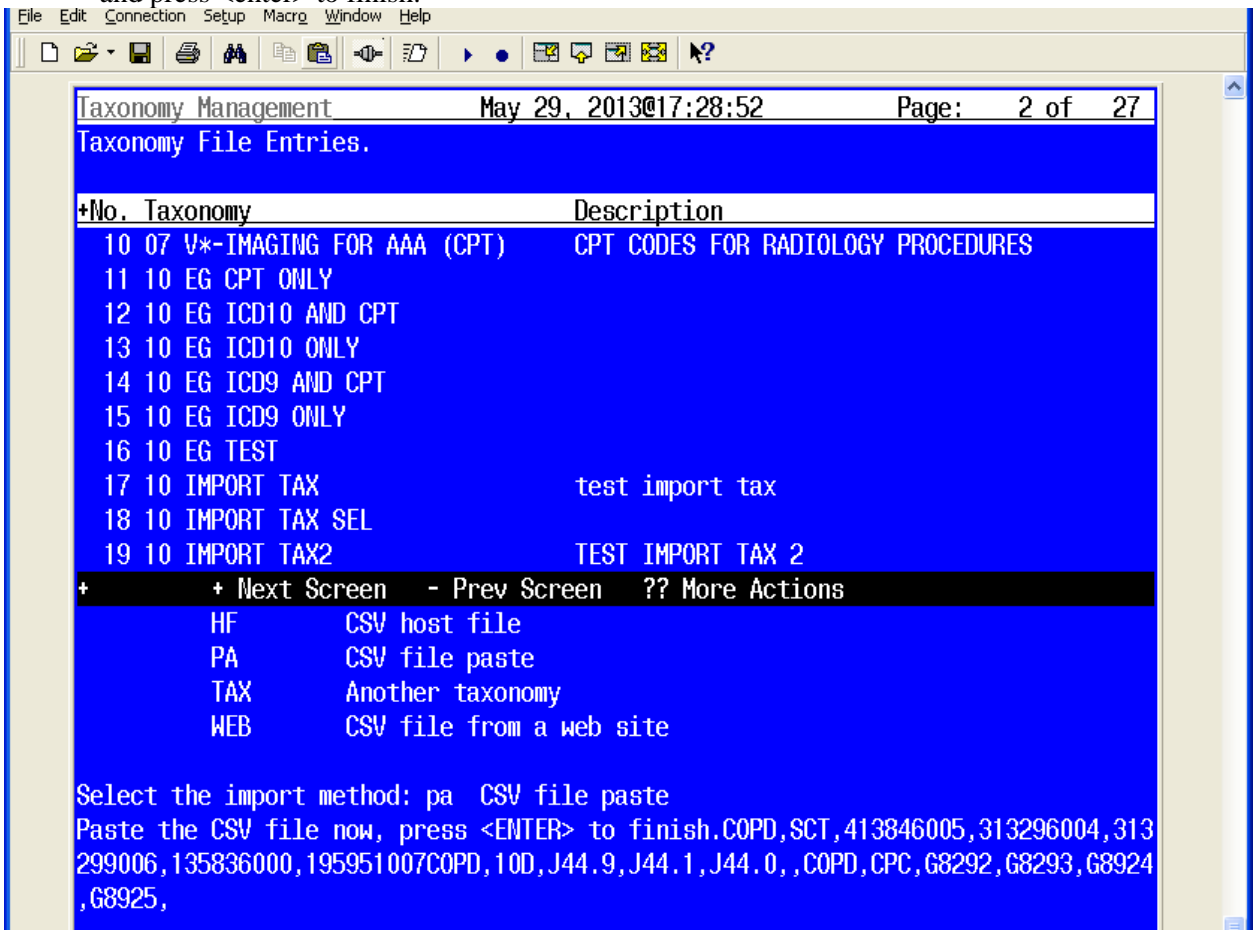 and press <enter> to finish.
File Edit Connection Setup Macro Window Help
Taxonomy Management May 29, 2013@17:28:52 Page: 2 of 27
Taxonomy File Entries.
+No. Taxonomy Description
10 07 V*-IMAGING FOR AAA (CPT) CPT CODES FOR RADIOLOGY PROCEDURES
11 10 EG CPT ONLY
12 10 EG ICD10 AND CPT
13 10 EG ICD10 ONLY
14 10 EG ICD9 AND CPT
15 10 EG ICD9 ONLY
16 10 EG TEST
17 10 IMPORT TAX test import tax
18 10 IMPORT TAX SEL
19 10 IMPORT TAX2 TEST IMPORT TAX 2
+ + Next Screen - Prev Screen ?? More Actions
HF CSV host file
PA CSV file paste
TAX Another taxonomy
WEB CSV file from a web site
Select the import method: pa CSV file paste
Paste the CSV file now, press <ENTER> to finish.COPD,SCT,413846005,313296004,313
299006,135836000,195951007COPD,10D,J44.9,J44.1,J44.0,,COPD,CPC,G8292,G8293,G8924
,G8925,